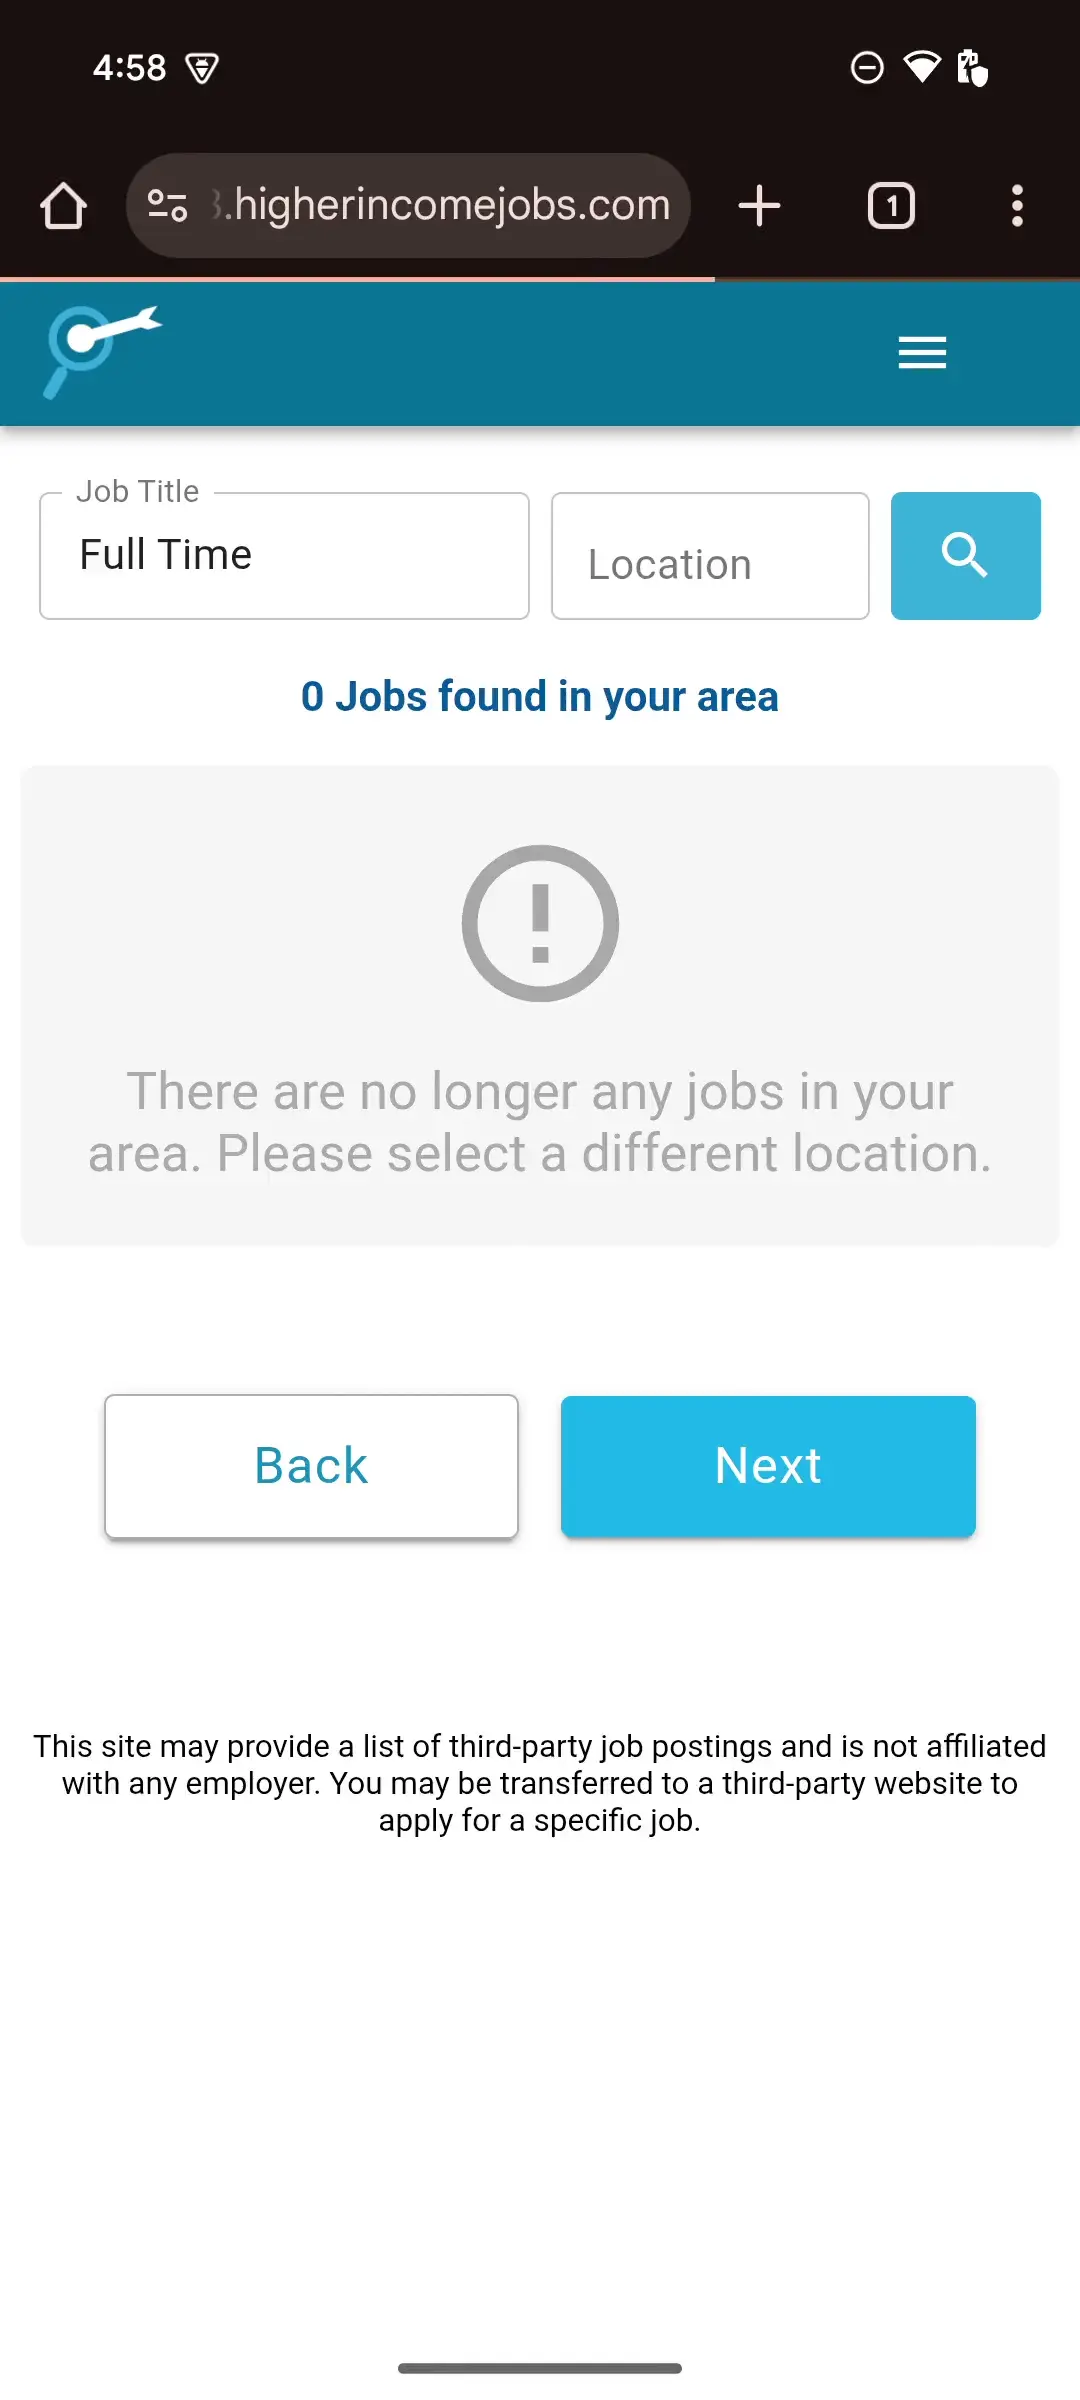 4:58
.higherincomejobs.com
1
Job Title
Full Time
Location
0 Jobs found in your area
There are no longer any jobs in your
area. Please select a different location.
Back
Next
This site may provide a list of third-party job postings and is not affiliated
with any employer. You may be transferred to a third-party website to
apply for a specific job.